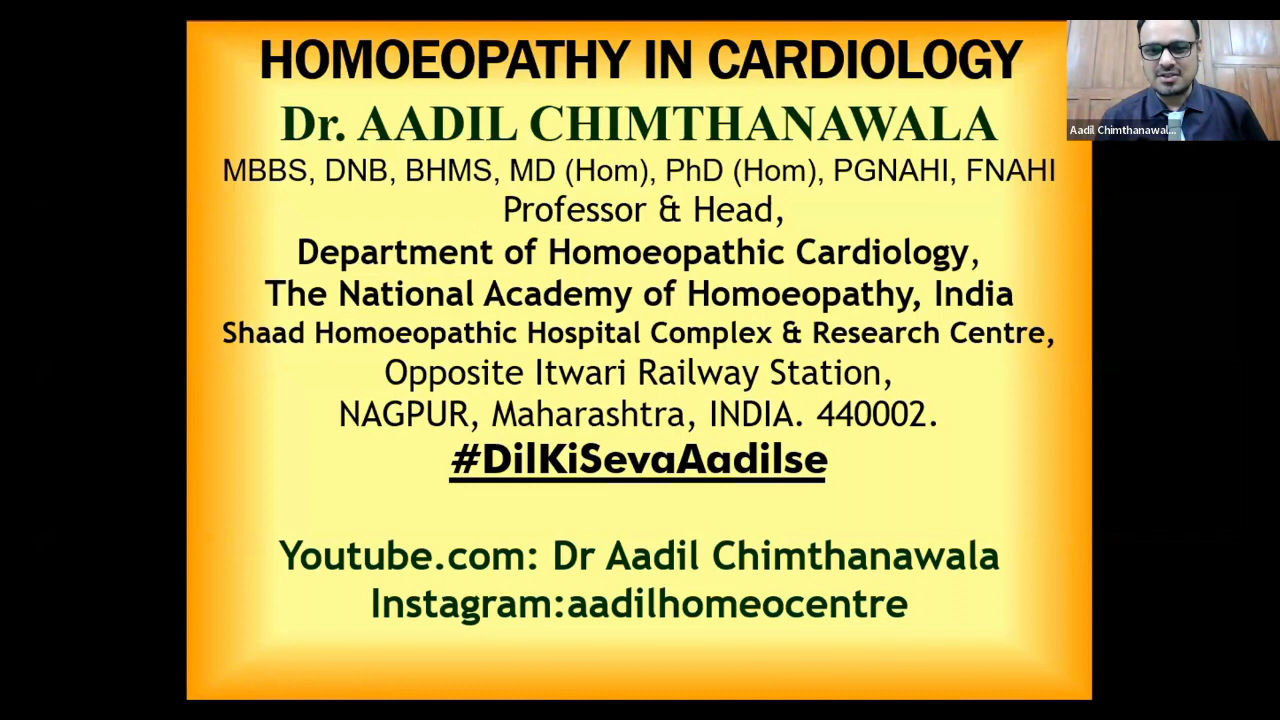 HOMOEOPATHY IN CARDIOLOGY
Dr. AADIL CHIMTHANAWALA
MBBS, DNB, BHMS, MD (Hom), PhD (Hom), PGNAHI, FNAHI
Professor & Head,
Department of Homoeopathic Cardiology,
The National Academy of Homoeopathy, India
Shaad Homoeopathic Hospital Complex & Research Centre,
Opposite Itwari Railway Station,
NAGPUR, Maharashtra, INDIA. 440002.
#DilKiSevaAadilse
Youtube.com: Dr Aadil Chimthanawala
Instagram:aadilhomeocentre
Aadil Chimthanawal...